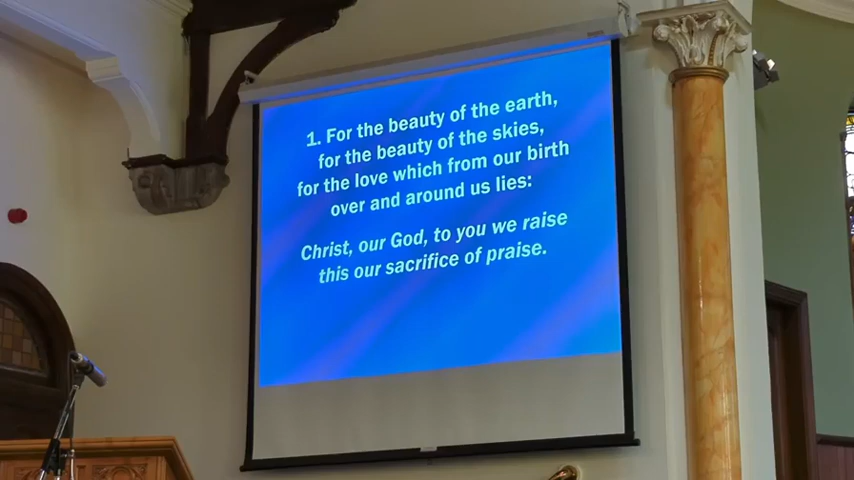 1. For the beauty of the earth,
for the beauty of the skies,
for the love which from our birth
over and around us lies:
Christ, our God, to you we raise
this our sacrifice of praise.